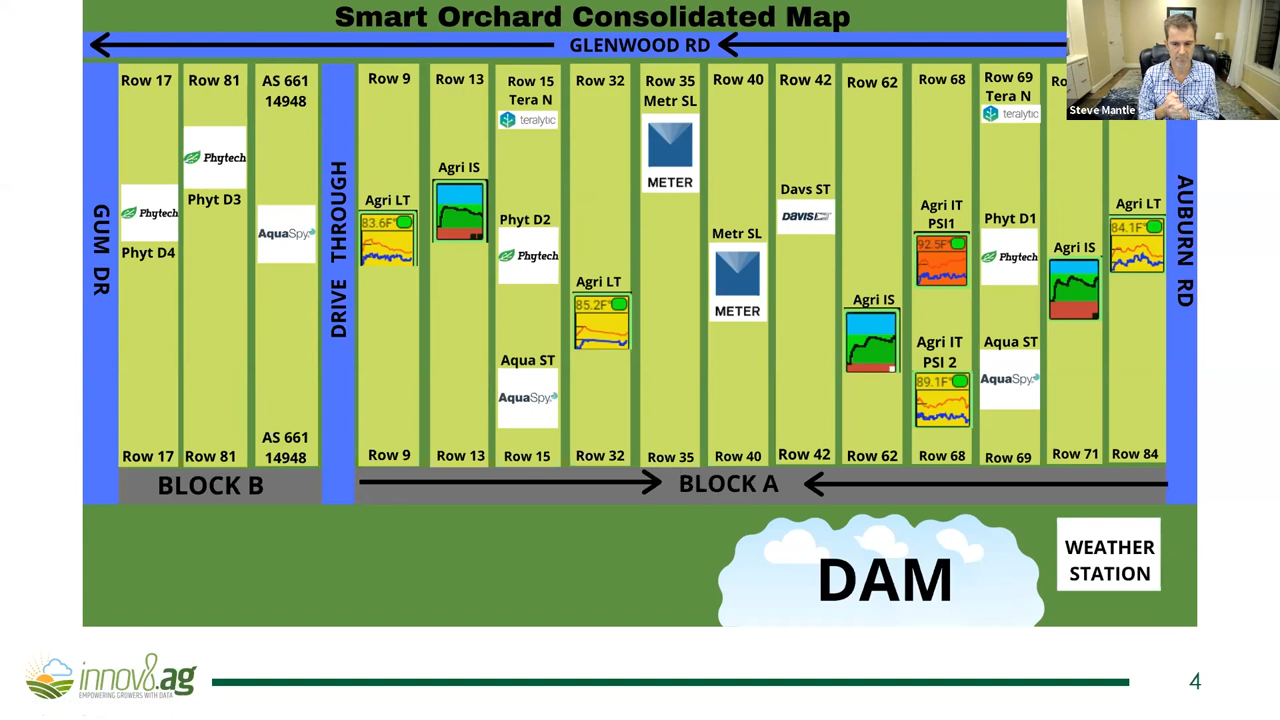 Smart Orchard Consolidated Map
GLENWOOD RD
Steve Mantle
GUM DR
Row 17
Phytech
Phyt D4
Row 17
Row 81
Phytech
Phyt D3
Row 81
AS 661
14948
AquaSpy
AS 661
14948
BLOCK B
DRIVE THROUGH
Row 9
Agri LT
83.6F°
Row 9
Row 13
Agri IS
Row 13
Row 15
Tera N
teralytic
Phyt D2
Phytech
Aqua ST
AquaSpy
Row 15
Row 32
Agri LT
85.2F°
Row 32
Row 35
Metr SL
METER
Row 35
Row 40
Metr SL
METER
Row 40
Row 42
Davs ST
DAVIS
Row 42
Row 62
Agri IS
Row 62
Row 68
Agri IT
PSI1
92.5F°
Agri IT
PSI 2
89.1F°
Row 68
Row 69
Tera N
teralytic
Phyt D1
Phytech
Aqua ST
AquaSpy
Row 69
Agri IS
Row 71
Agri LT
84.1F°
Row 84
AUBURN RD
BLOCK A
DAM
WEATHER
STATION
innov8.ag
EMPOWERING GROWERS WITH DATA
4